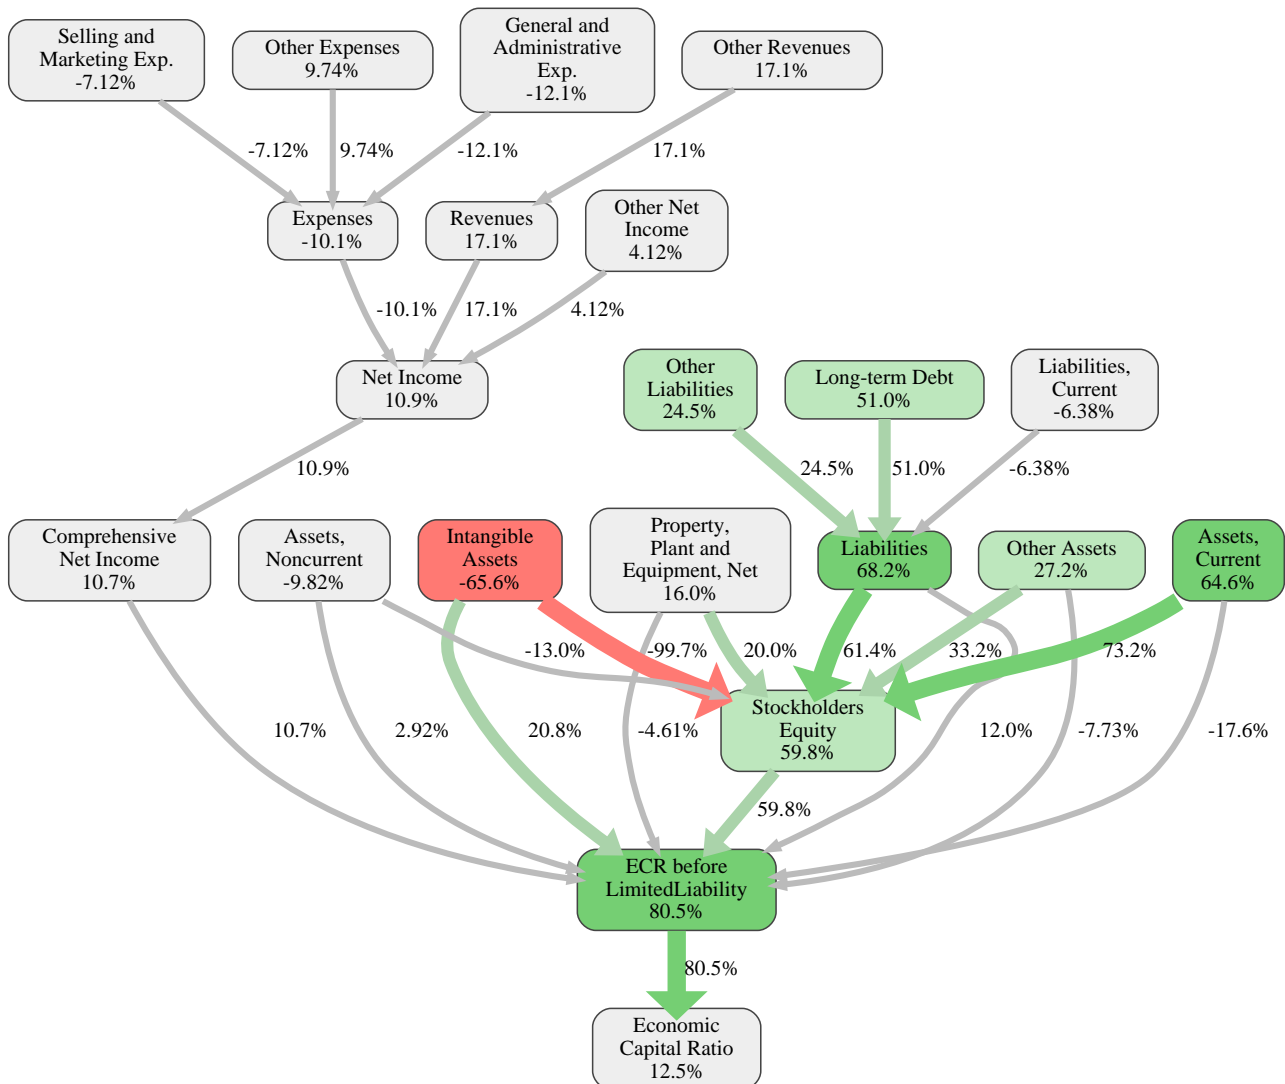 Selling and
Marketing Exp.
-7.12%
Other Expenses
9.74%
General and
Administrative
Exp.
-12.1%
Other Revenues
17.1%
-7.12%
9.74%
-12.1%
17.1%
Expenses
-10.1%
Revenues
17.1%
Other Net
Income
4.12%
-10.1%
17.1%
4.12%
Net Income
10.9%
Other
Liabilities
24.5%
Long-term Debt
51.0%
Liabilities,
Current
-6.38%
10.9%
24.5%
51.0%
-6.38%
Comprehensive
Net Income
10.7%
Assets,
Noncurrent
-9.82%
Intangible
Assets
-65.6%
Property,
Plant and
Equipment, Net
16.0%
Liabilities
68.2%
Other Assets
27.2%
Assets,
Current
64.6%
-13.0%
-99.7%
20.0%
61.4%
33.2%
73.2%
Stockholders
Equity
59.8%
10.7%
2.92%
20.8%
-4.61%
12.0%
-7.73%
-17.6%
59.8%
ECR before
LimitedLiability
80.5%
80.5%
Economic
Capital Ratio
12.5%